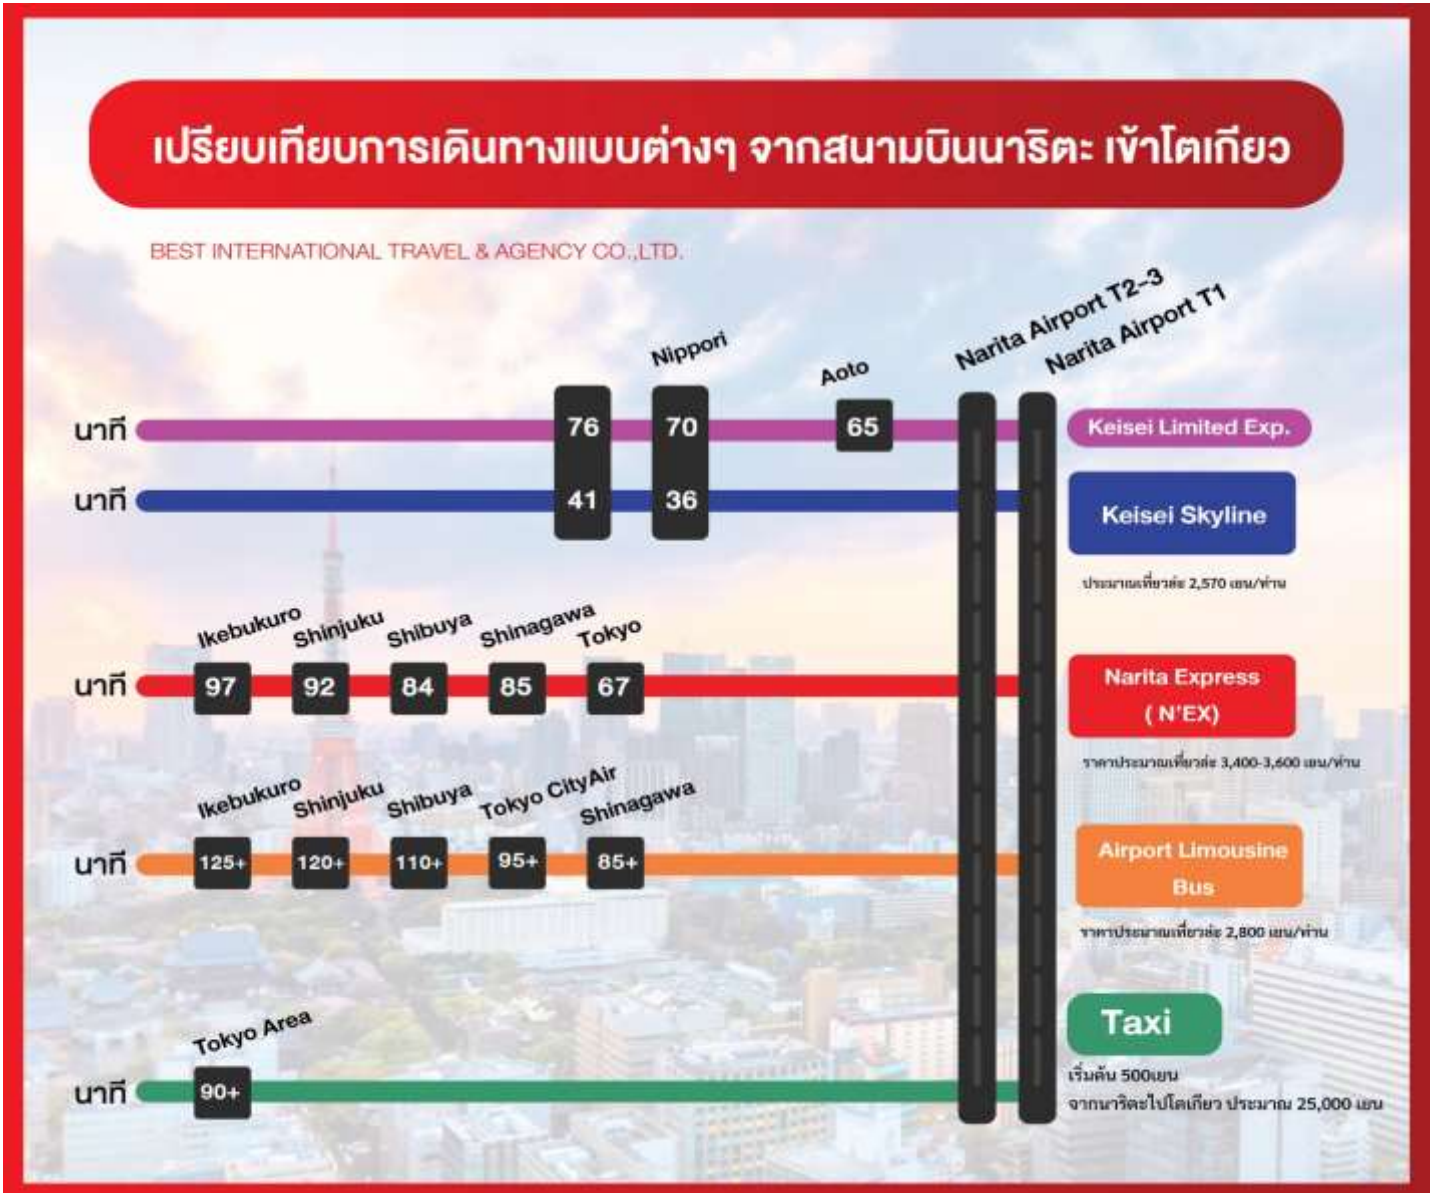 เปรียบเทียบการเดินทางแบบต่างๆ จากสนามบินนาริตะ เข้าโตเกียว
BEST INTERNATIONAL TRAVEL & AGENCY CO.,LTD.
Nippori
Aoto
Narita Airport T2-3
Narita Airport T1
นาที 76 70 65 Keisei Limited Exp.
นาที 41 36 Keisei Skyline
ประมาณเที่ยวล่ะ 2,570 เยน/ท่าน
Ikebukuro Shinjuku Shibuya Shinagawa Tokyo
นาที 97 92 84 85 67
Narita Express
( N'EX)
ราคาประมาณเที่ยวล่ะ 3,400-3,600 เยน/ท่าน
Ikebukuro Shinjuku Shibuya Tokyo CityAir Shinagawa
นาที 125+ 120+ 110+ 95+ 85+
Airport Limousine
Bus
ราคาประมาณเที่ยวล่ะ 2,800 เยน/ท่าน
Tokyo Area
นาที 90+
Taxi
เริ่มต้น 500เยน
จากนาริตะไปโตเกียว ประมาณ 25,000 เยน